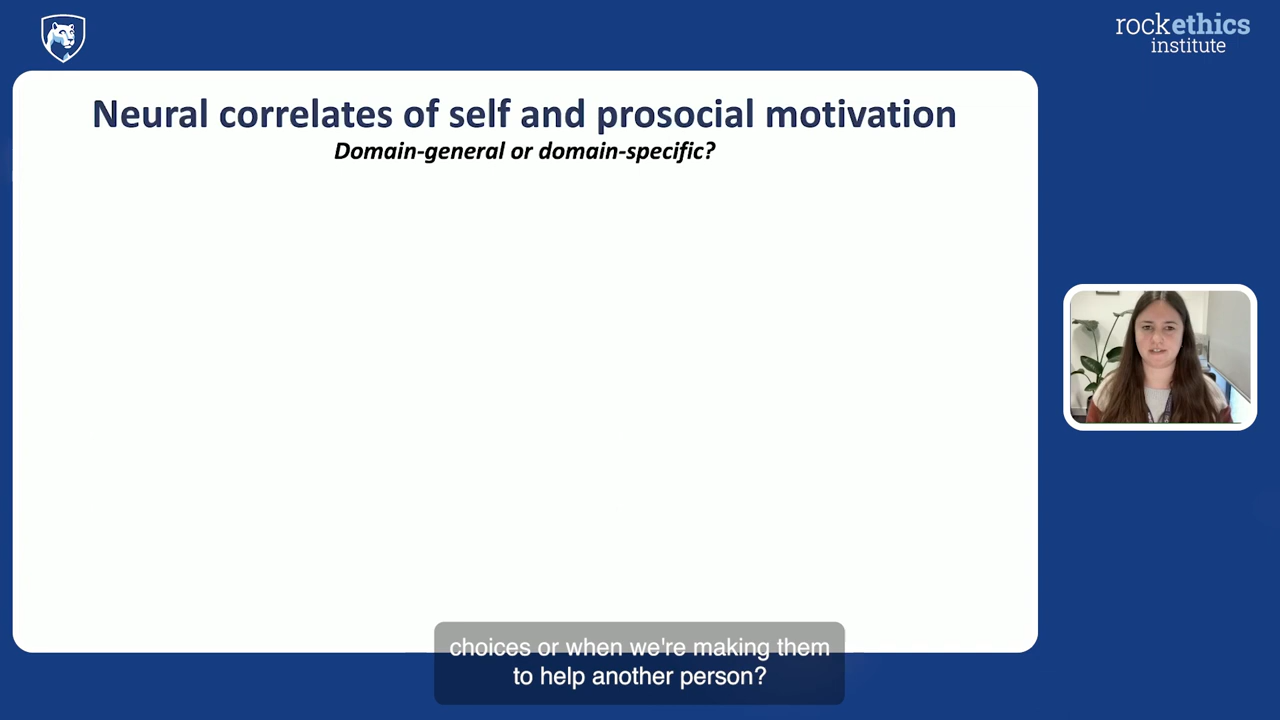 rockethics
institute
Neural correlates of self and prosocial motivation
Domain-general or domain-specific?
choices or when we're making them
to help another person?